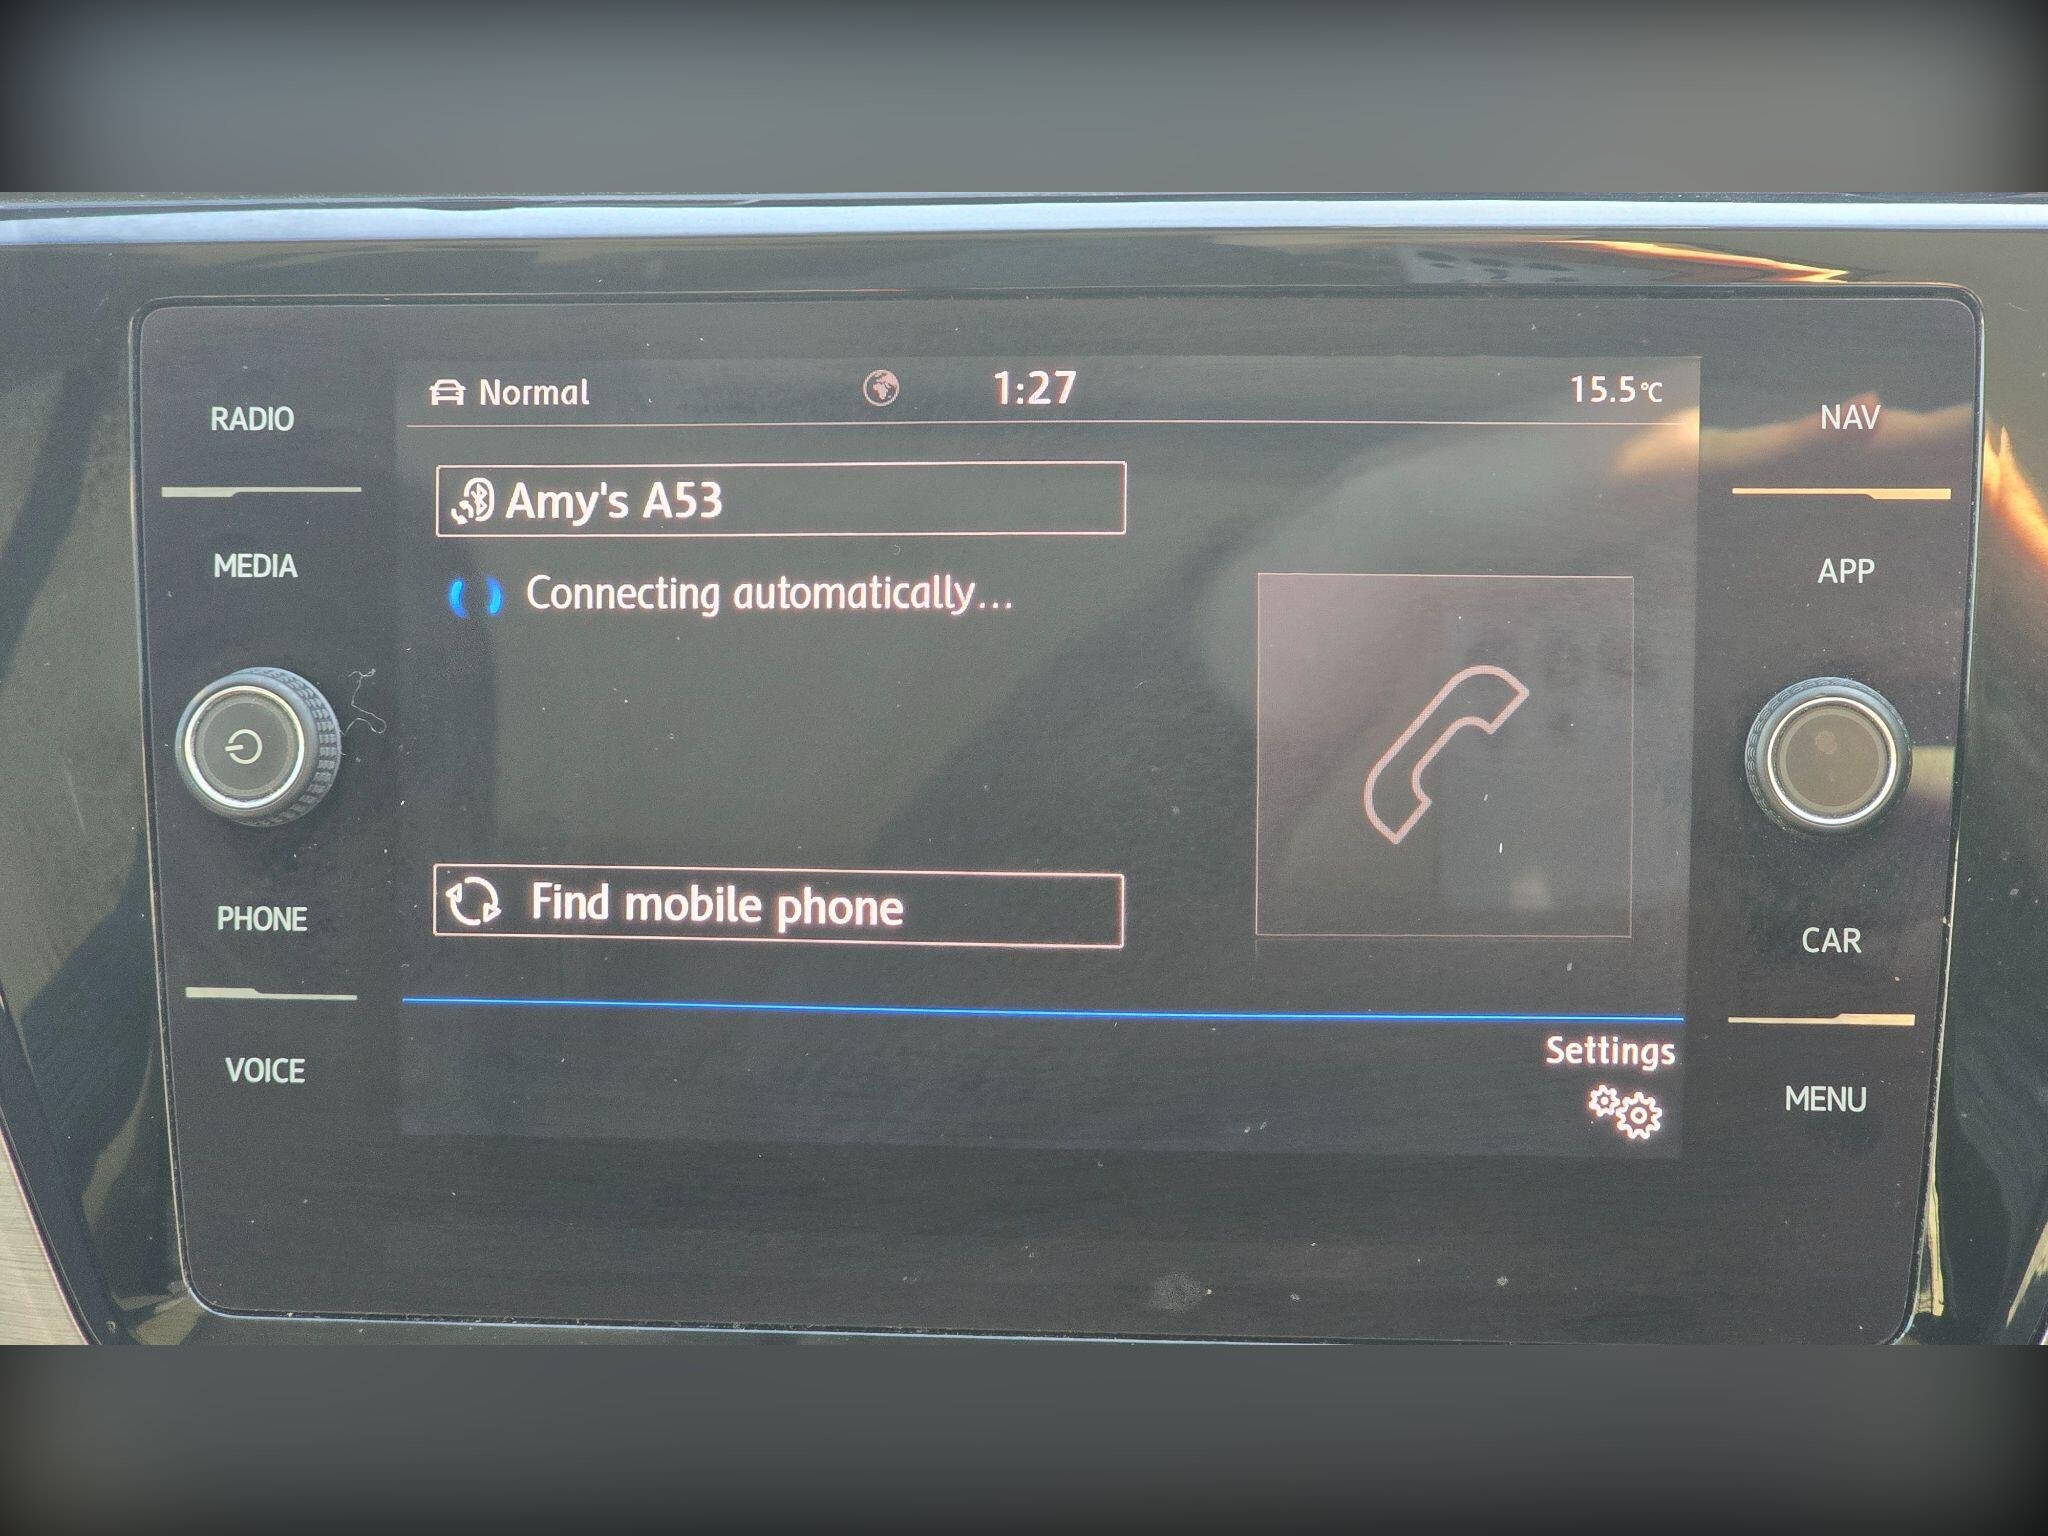 RADIO
MEDIA
PHONE
VOICE
Normal
1:27
15.5°C
Amy's A53
Connecting automatically...
Find mobile phone
Settings
NAV
APP
CAR
MENU